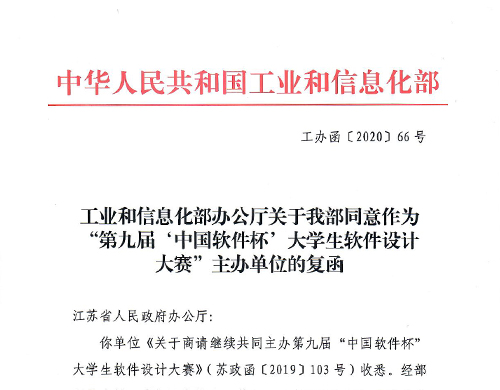 中华人民共和国工业和信息化部
工办函〔2020〕66号
工业和信息化部办公厅关于我部同意作为
“第九届‘中国软件杯’大学生软件设计
大赛”主办单位的复函
江苏省人民政府办公厅:
你单位《关于商请继续共同主办第九届“中国软件杯”
大学生软件设计大赛》(苏政函〔2019〕103号)收悉。经部